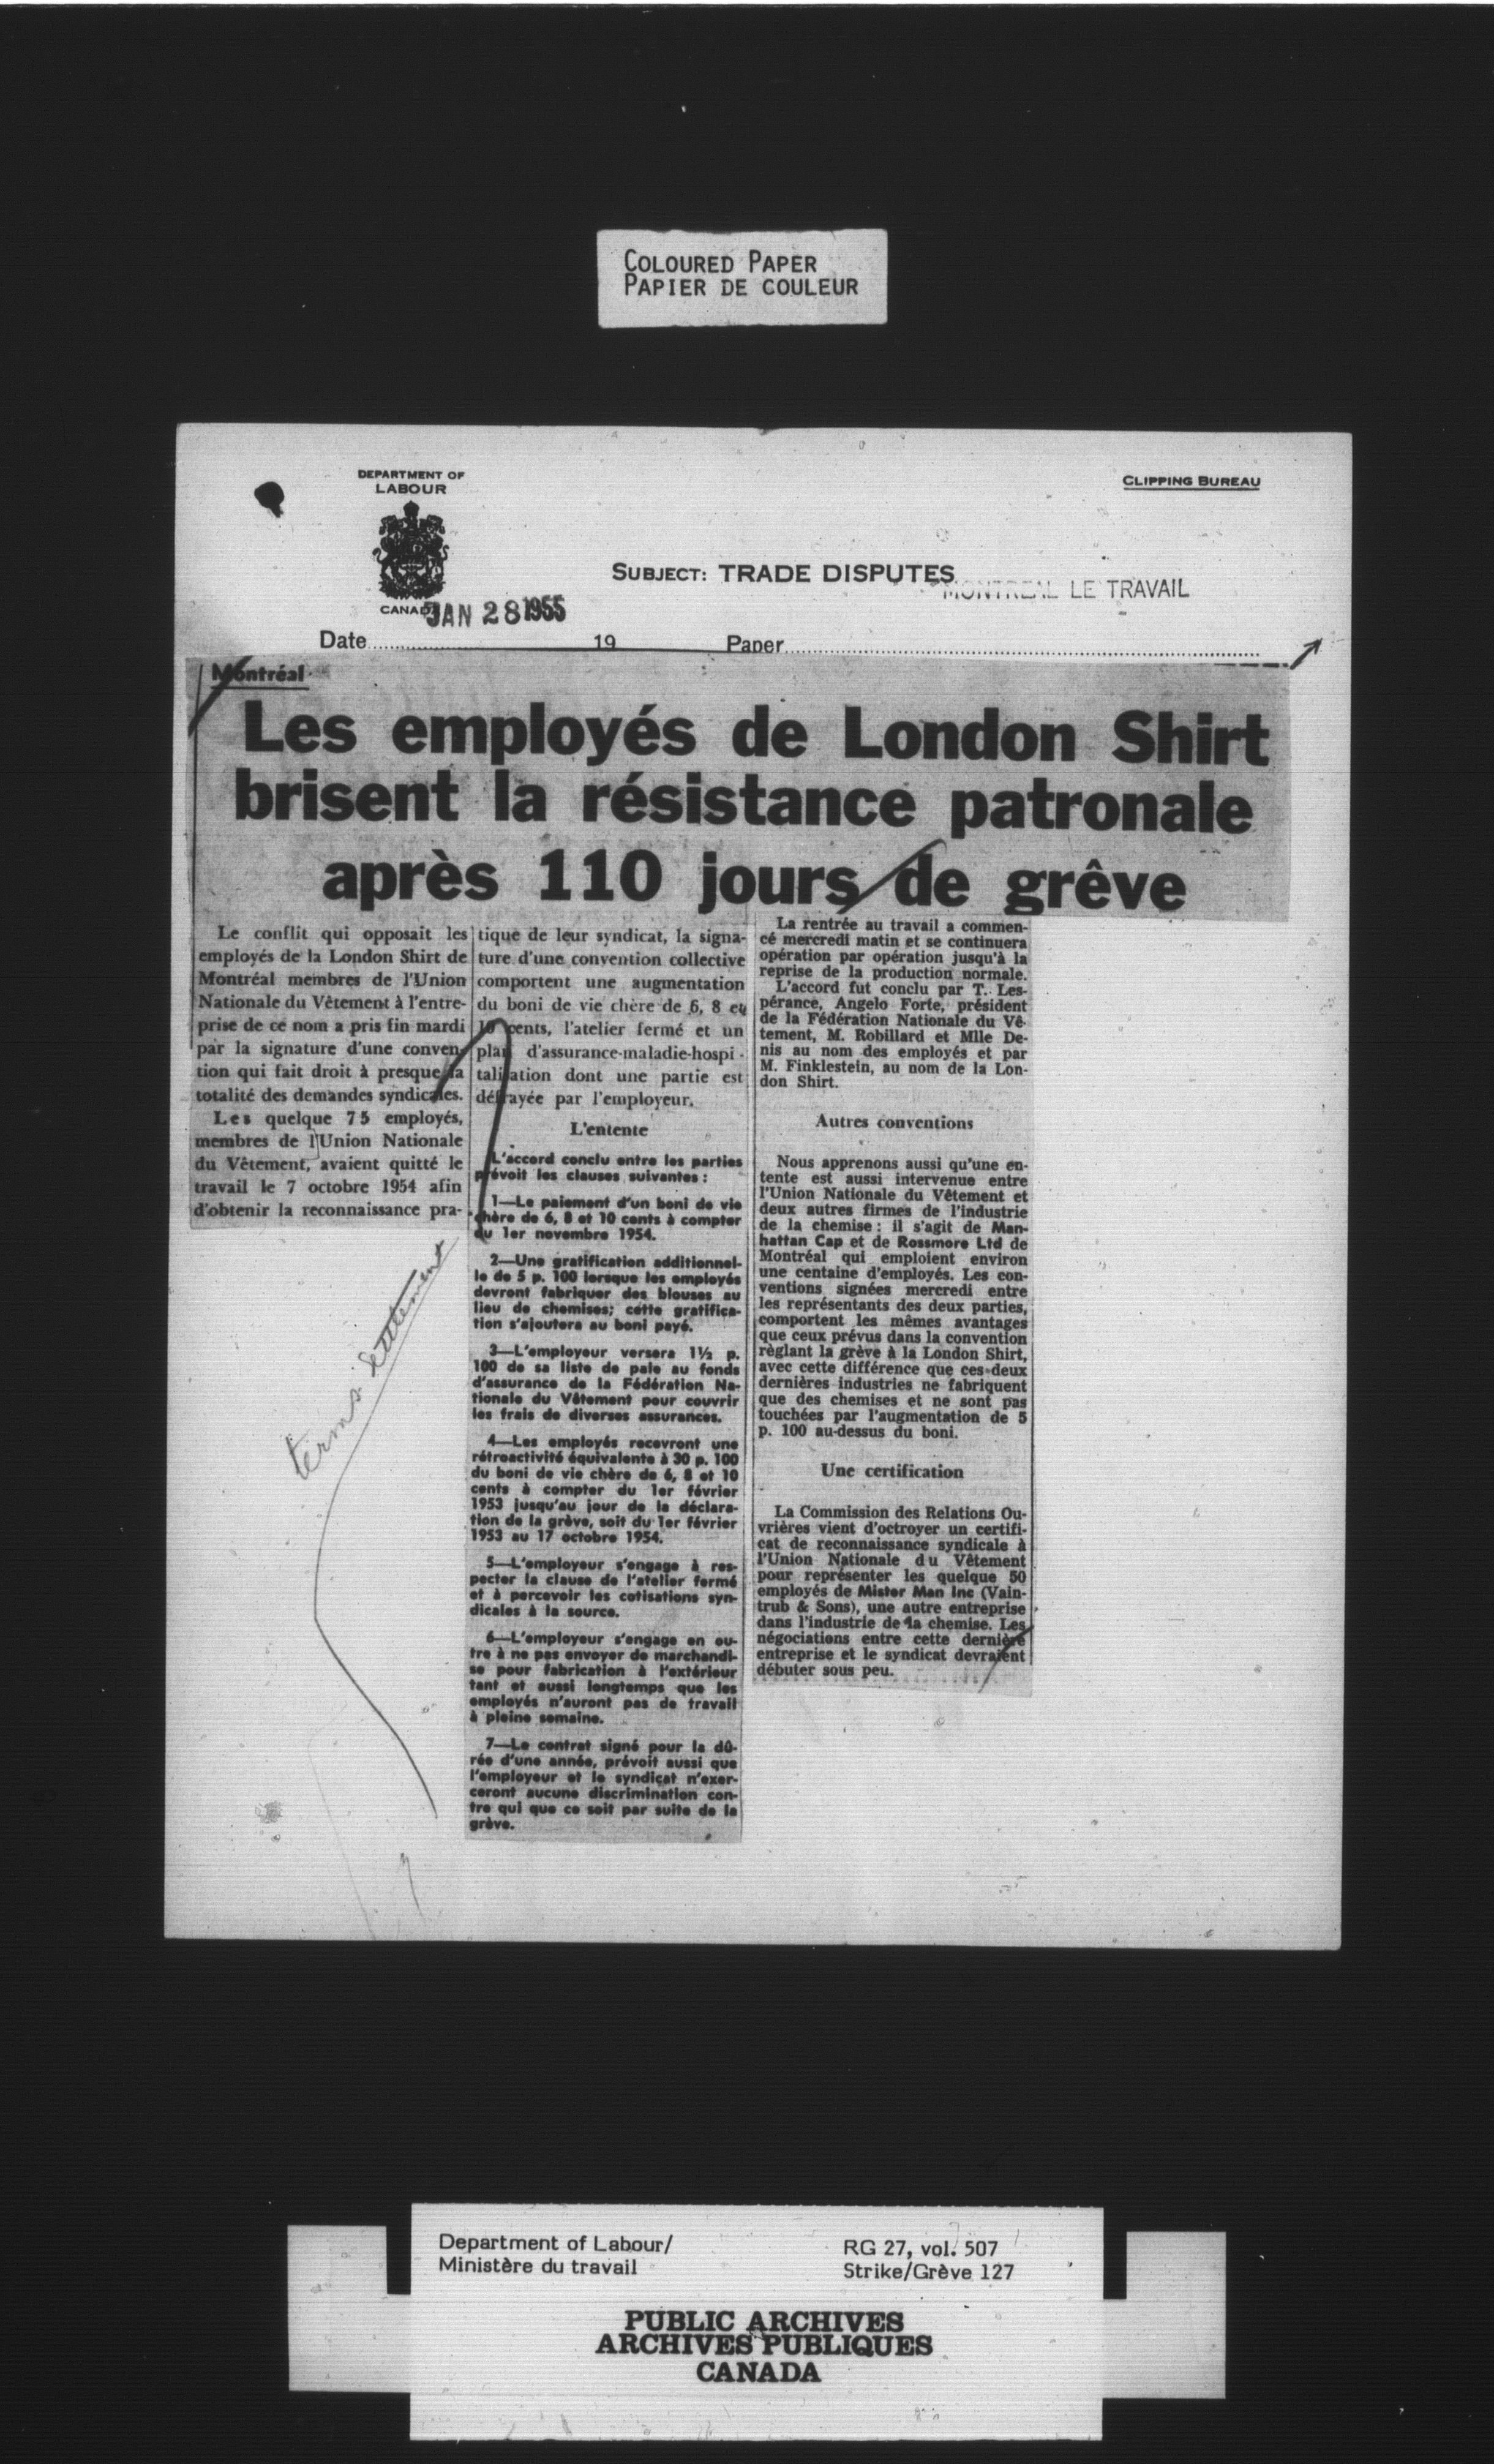 COLOURED PAPER
PAPIER DE COULEUR
DEPARTMENT OF
LABOUR
CANADA
CLIPPING BUREAU
SUBJECT: TRADE DISPUTES
MONTREAL LE TRAVAIL
JAN 28 1955
Date 19 Paper
Montréal
Les employés de London Shirt
brisent la résistance patronale
après 110 jours de grêve
Le conflit qui opposait les
employés de la London Shirt de
Montréal membres de l'Union
Nationale du Vêtement à l'entre-
prise de ce nom a pris fin mardi
par la signature d'une conven-
tion qui fait droit à presque la
totalité des demandes syndicales.
Les quelque 75 employés,
membres de l'Union Nationale
du Vêtement, avaient quitté le
travail le 7 octobre 1954 afin
d'obtenir la reconnaissance pra-
terms settlement
tique de leur syndicat, la signa-
ture d'une convention collective
comportent une augmentation
du boni de vie chère de 6, 8 et
10 cents, l'atelier fermé et un
plan d'assurance-maladie-hospi-
talisation dont une partie est
défrayée par l'employeur.
L'entente
L'accord conclu entre les parties
prévoit les clauses suivantes :
1—Le paiement d'un boni de vie
chère de 6, 8 et 10 cents à compter
du 1er novembre 1954.
2—Une gratification additionnel-
le de 5 p. 100 lorsque les employés
devront fabriquer des blouses au
lieu de chemises; cette gratifica-
tion s'ajoutera au boni payé.
3—L'employeur versera 1½ p.
100 de sa liste de paie au fonds
d'assurance de la Fédération Na-
tionale du Vêtement pour couvrir
les frais de diverses assurances.
4—Les employés recevront une
rétroactivité équivalente à 30 p. 100
du boni de vie chère de 6, 8 et 10
cents à compter du 1er février
1953 jusqu'au jour de la déclara-
tion de la grève, soit du 1er février
1953 au 17 octobre 1954.
5—L'employeur s'engage à res-
pecter la clause de l'atelier fermé
et à percevoir les cotisations syn-
dicales à la source.
6—L'employeur s'engage en ou-
tre à ne pas envoyer de marchandi-
se pour fabrication à l'extérieur
tant et aussi longtemps que les
employés n'auront pas de travail
à pleine semaine.
7—Le contrat signé pour la dû-
rée d'une année, prévoit aussi que
l'employeur et le syndicat n'exer-
ceront aucune discrimination con-
tre qui que ce soit par suite de la
grève.
La rentrée au travail a commen-
cé mercredi matin et se continuera
opération par opération jusqu'à la
reprise de la production normale.
L'accord fut conclu par T. Les-
pérance, Angelo Forte, président
de la Fédération Nationale du Vê-
tement, M. Robillard et Mlle De-
nis au nom des employés et par
M. Finklestein, au nom de la Lon-
don Shirt.
Autres conventions
Nous apprenons aussi qu'une en-
tente est aussi intervenue entre
l'Union Nationale du Vêtement et
deux autres firmes de l'industrie
de la chemise : il s'agit de Man-
hattan Cap et de Rossmore Ltd de
Montréal qui emploient environ
une centaine d'employés. Les con-
ventions signées mercredi entre
les représentants des deux parties,
comportent les mêmes avantages
que ceux prévus dans la convention
règlant la grève à la London Shirt,
avec cette différence que ces deux
dernières industries ne fabriquent
que des chemises et ne sont pas
touchées par l'augmentation de 5
p. 100 au-dessus du boni.
Une certification
La Commission des Relations Ou-
vrières vient d'octroyer un certifi-
cat de reconnaissance syndicale à
l'Union Nationale du Vêtement
pour représenter les quelque 50
employés de Mister Man Inc (Vain-
trub & Sons), une autre entreprise
dans l'industrie de la chemise. Les
négociations entre cette dernière
entreprise et le syndicat devraient
débuter sous peu.
Department of Labour/
Ministère du travail
RG 27, vol. 507
Strike/Grève 127
PUBLIC ARCHIVES
ARCHIVES PUBLIQUES
CANADA